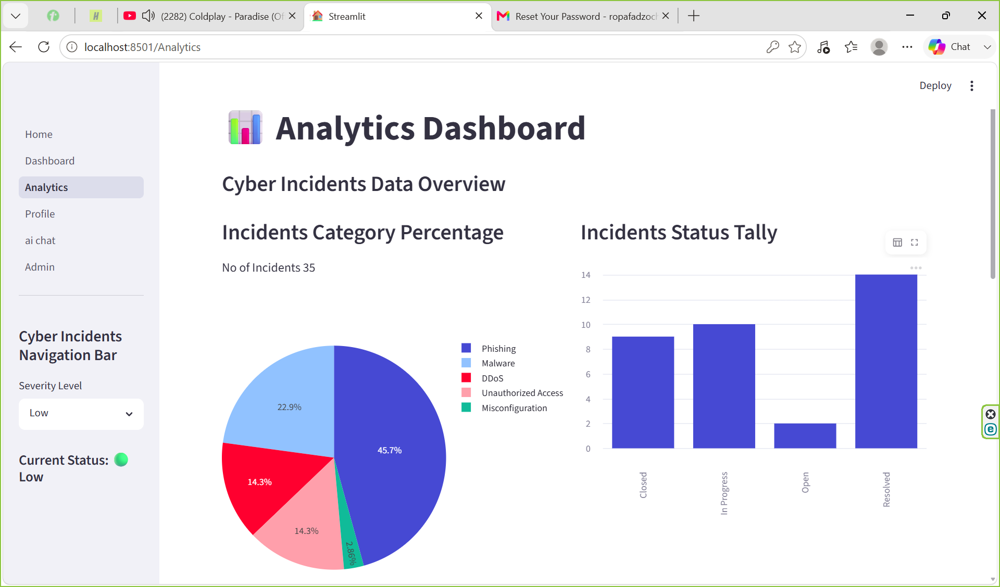 (2282) Coldplay - Paradise (Of
Streamlit
Reset Your Password - ropafadzoch
localhost:8501/Analytics
Chat
Deploy
Home
Dashboard
Analytics
Profile
ai chat
Admin
Cyber Incidents
Navigation Bar
Severity Level
Low
Current Status:
Low
Analytics Dashboard
Cyber Incidents Data Overview
Incidents Category Percentage
No of Incidents 35
Phishing
Malware
DDoS
Unauthorized Access
Misconfiguration
22.9%
45.7%
14.3%
14.3%
2.86%
Incidents Status Tally
14
12
10
8
6
4
2
0
Closed
In Progress
Open
Resolved